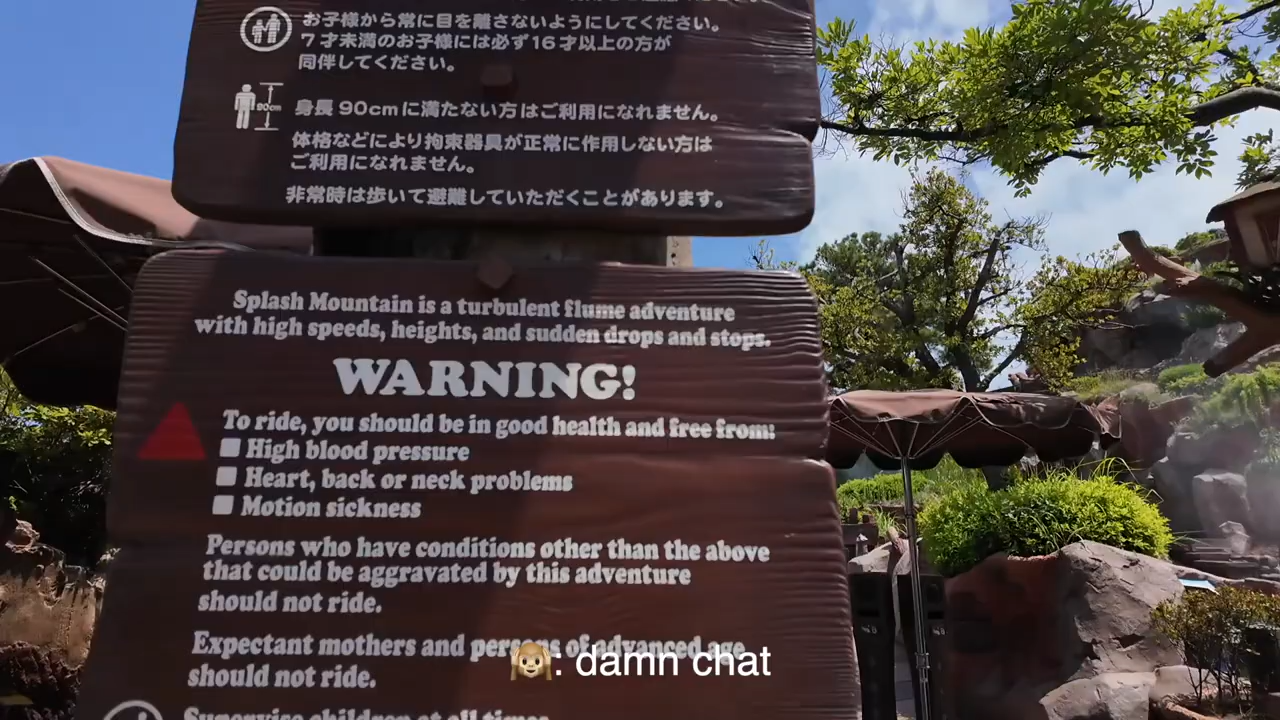 お子様から常に目を離さないようにしてください。
7才未満のお子様には必ず16才以上の方が
同伴してください。
90cm
身長90cmに満たない方はご利用になれません。
体格などにより拘束器具が正常に作用しない方は
ご利用になれません。
非常時は歩いて避難していただくことがあります。
Splash Mountain is a turbulent flume adventure
with high speeds, heights, and sudden drops and stops.
WARNING!
To ride, you should be in good health and free from:
High blood pressure
Heart, back or neck problems
Motion sickness
Persons who have conditions other than the above
that could be aggravated by this adventure
should not ride.
Expectant mothers and persons of advanced age
should not ride.
Supervise children at all times.
🙉: damn chat